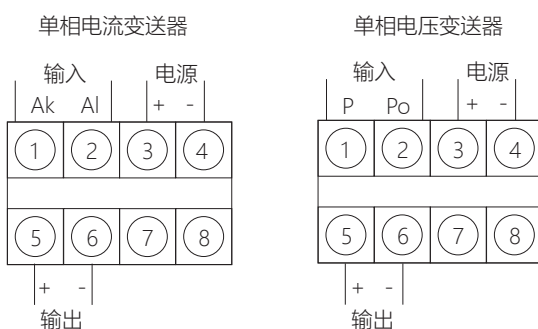 单相电流变送器 单相电压变送器
输入 电源 输入 电源
Ak Al + - P Po + -
1 2 3 4 1 2 3 4
5 6 7 8 5 6 7 8
+ - + -
输出 输出